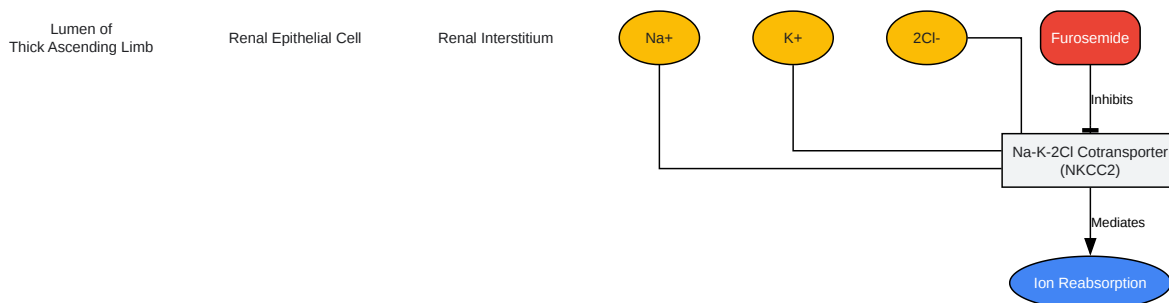 Lumen of
Thick Ascending Limb
Renal Epithelial Cell
Renal Interstitium
Na+
K+
2Cl-
Furosemide
Inhibits
Na-K-2Cl Cotransporter
(NKCC2)
Mediates
Ion Reabsorption